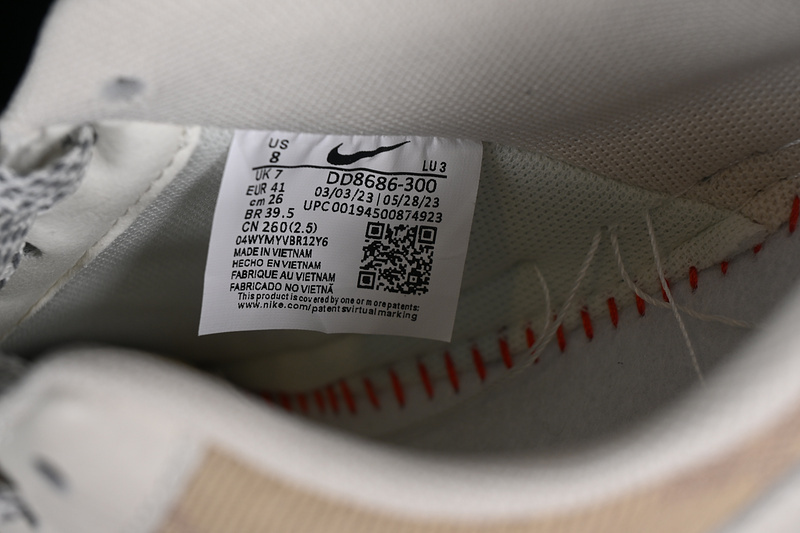 US
8
LU 3
UK 7
DD8686-300
EUR 41
03/03/23 | 05/28/23
cm 26
UPC 00194500874923
BR 39.5
CN 260(2.5)
04WYMYVBR12Y6
MADE IN VIETNAM
HECHO EN VIETNAM
FABRIQUE AU VIETNAM
FABRICADO NO VIETNÃ
This product is covered by one or more patents:
www.nike.com/patentsvirtualmarking